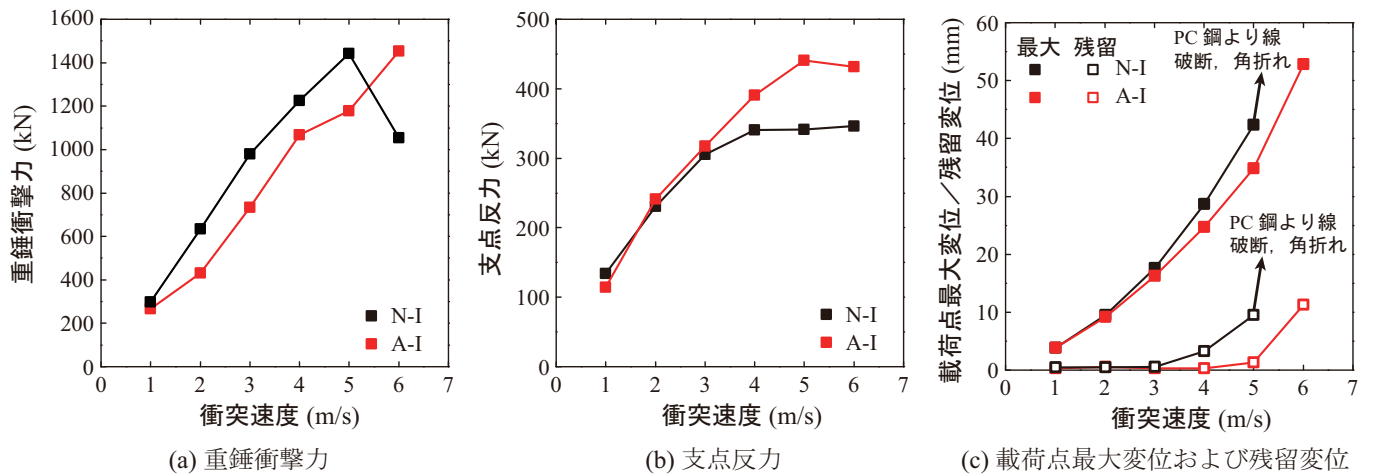 1600
1400
1200
1000
800
600
400
200
0
重錘衝撃力 (kN)
N-I
A-I
0 1 2 3 4 5 6 7
衝突速度 (m/s)
(a) 重錘衝撃力
500
400
300
200
100
0
支点反力 (kN)
N-I
A-I
0 1 2 3 4 5 6 7
衝突速度 (m/s)
(b) 支点反力
60
50
40
30
20
10
0
載荷点最大変位／残留変位 (mm)
最大 残留
N-I
A-I
PC 鋼より線
破断，角折れ
PC 鋼より線
破断，角折れ
0 1 2 3 4 5 6 7
衝突速度 (m/s)
(c) 載荷点最大変位および残留変位